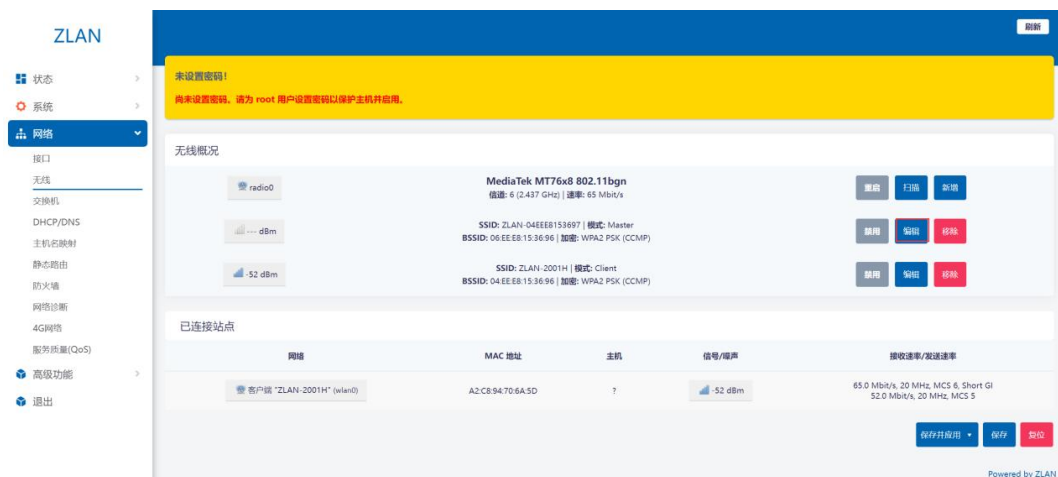 刷新
ZLAN
状态
系统
网络
接口
无线
交换机
DHCP/DNS
主机名映射
静态路由
防火墙
网络诊断
4G网络
服务质量(QoS)
高级功能
退出
未设置密码！
尚未设置密码。请为 root 用户设置密码以保护主机并启用。
无线概况
radio0
MediaTek MT76x8 802.11bgn
信道: 6 (2.437 GHz) | 速率: 65 Mbit/s
重启 扫描 新增
--- dBm
SSID: ZLAN-04EEE8153697 | 模式: Master
BSSID: 06:EE:E8:15:36:96 | 加密: WPA2 PSK (CCMP)
禁用 编辑 移除
-52 dBm
SSID: ZLAN-2001H | 模式: Client
BSSID: 04:EE:E8:15:36:96 | 加密: WPA2 PSK (CCMP)
禁用 编辑 移除
已连接站点
网络 MAC 地址 主机 信号/噪声 接收速率/发送速率
客户端 "ZLAN-2001H" (wlan0) A2:C8:94:70:6A:5D ? -52 dBm
65.0 Mbit/s, 20 MHz, MCS 6, Short GI
52.0 Mbit/s, 20 MHz, MCS 5
保存并应用 保存 复位
Powered by ZLAN